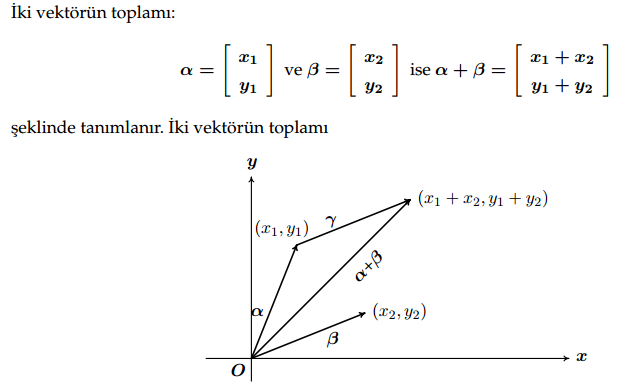 İki vektörün toplamı:
α = [ x₁ y₁ ] ve β = [ x₂ y₂ ] ise α + β = [ x₁ + x₂ y₁ + y₂ ]
şeklinde tanımlanır. İki vektörün toplamı
y
(x₁ + x₂, y₁ + y₂)
(x₁, y₁) γ
α+β
α (x₂, y₂)
β
x
O